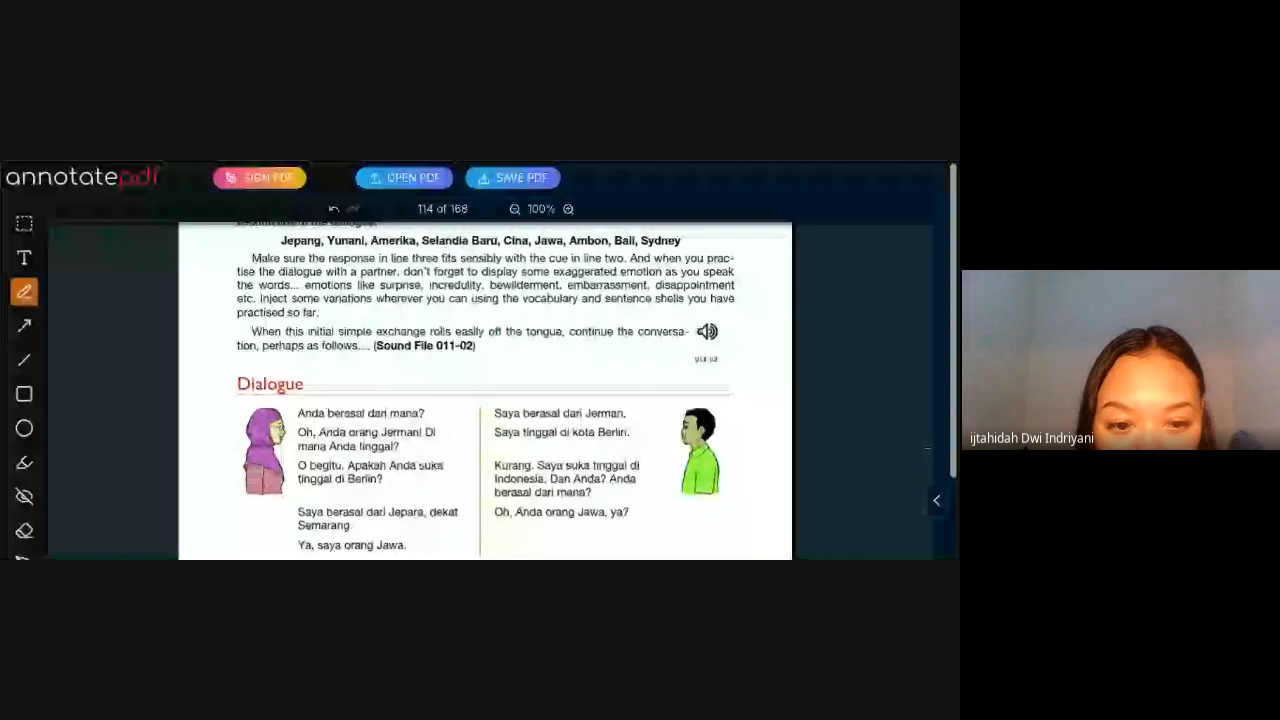 annotatepdf
SIGN PDF
OPEN PDF
SAVE PDF
114 of 168
100%
Jepang, Yunani, Amerika, Selandia Baru, Cina, Jawa, Ambon, Bali, Sydney
Make sure the response in line three fits sensibly with the cue in line two. And when you prac-
tise the dialogue with a partner, don't forget to display some exaggerated emotion as you speak
the words... emotions like surprise, incredulity, bewilderment, embarrassment, disappointment
etc. Inject some variations wherever you can using the vocabulary and sentence shells you have
practised so far.
When this initial simple exchange rolls easily off the tongue, continue the conversa-
tion, perhaps as follows.... (Sound File 011-02)
Dialogue
Anda berasal dari mana?
Oh, Anda orang Jerman! Di
mana Anda tinggal?
O begitu. Apakah Anda suka
tinggal di Berlin?
Saya berasal dari Jepara, dekat
Semarang.
Ya, saya orang Jawa.
Saya berasal dari Jerman.
Saya tinggal di kota Berlin.
Kurang. Saya suka tinggal di
Indonesia. Dan Anda? Anda
berasal dari mana?
Oh, Anda orang Jawa, ya?
ijtahidah Dwi Indriyani